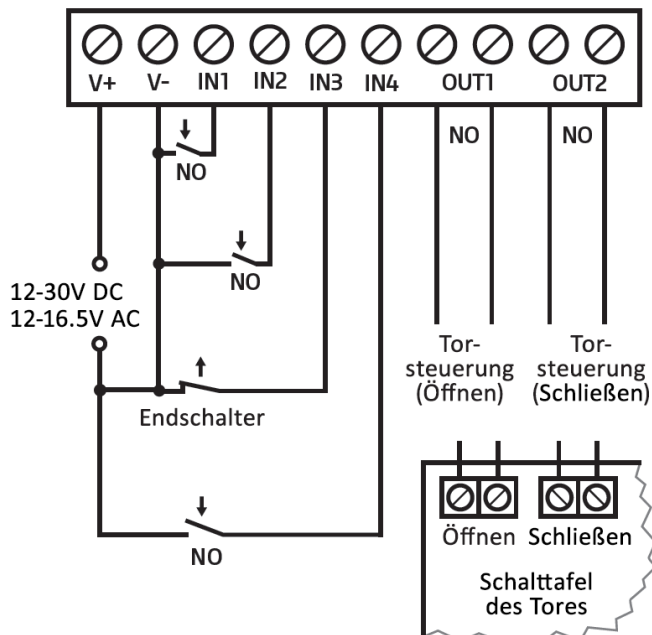 V+ V- IN1 IN2 IN3 IN4 OUT1 OUT2
NO NO
NO
NO
12-30V DC
12-16.5V AC
Tor-
steuerung
(Öffnen)
Tor-
steuerung
(Schließen)
Endschalter
NO
Öffnen Schließen
Schalttafel
des Tores